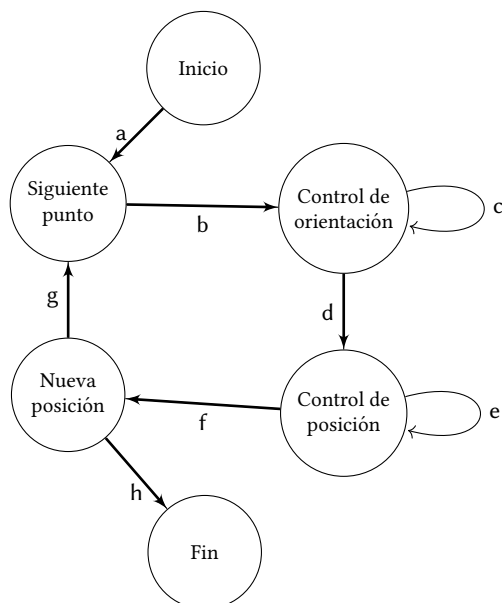 Inicio
a
Siguiente
punto
b
Control de
orientación
c
g
d
Nueva
posición
f
Control de
posición
e
h
Fin